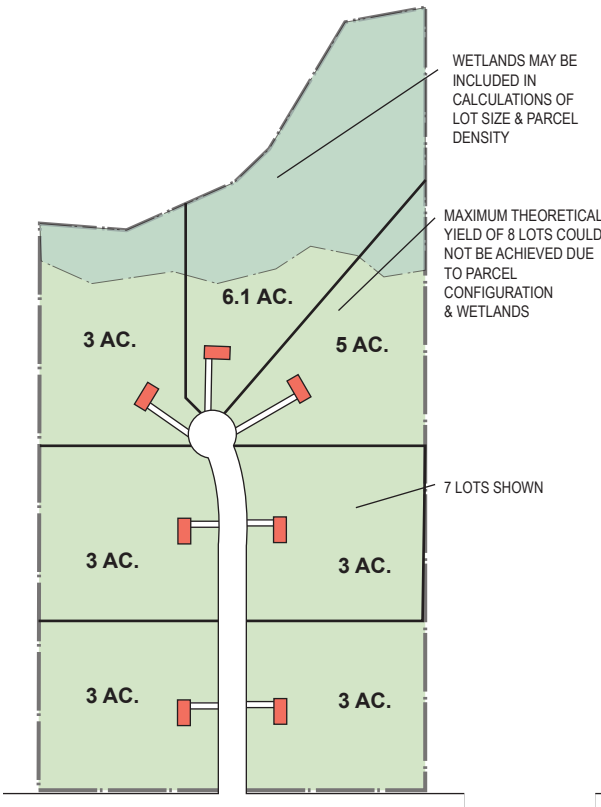 WETLANDS MAY BE
INCLUDED IN
CALCULATIONS OF
LOT SIZE & PARCEL
DENSITY
MAXIMUM THEORETICAL
YIELD OF 8 LOTS COULD
NOT BE ACHIEVED DUE
TO PARCEL
CONFIGURATION
& WETLANDS
6.1 AC.
3 AC.
5 AC.
7 LOTS SHOWN
3 AC.
3 AC.
3 AC.
3 AC.